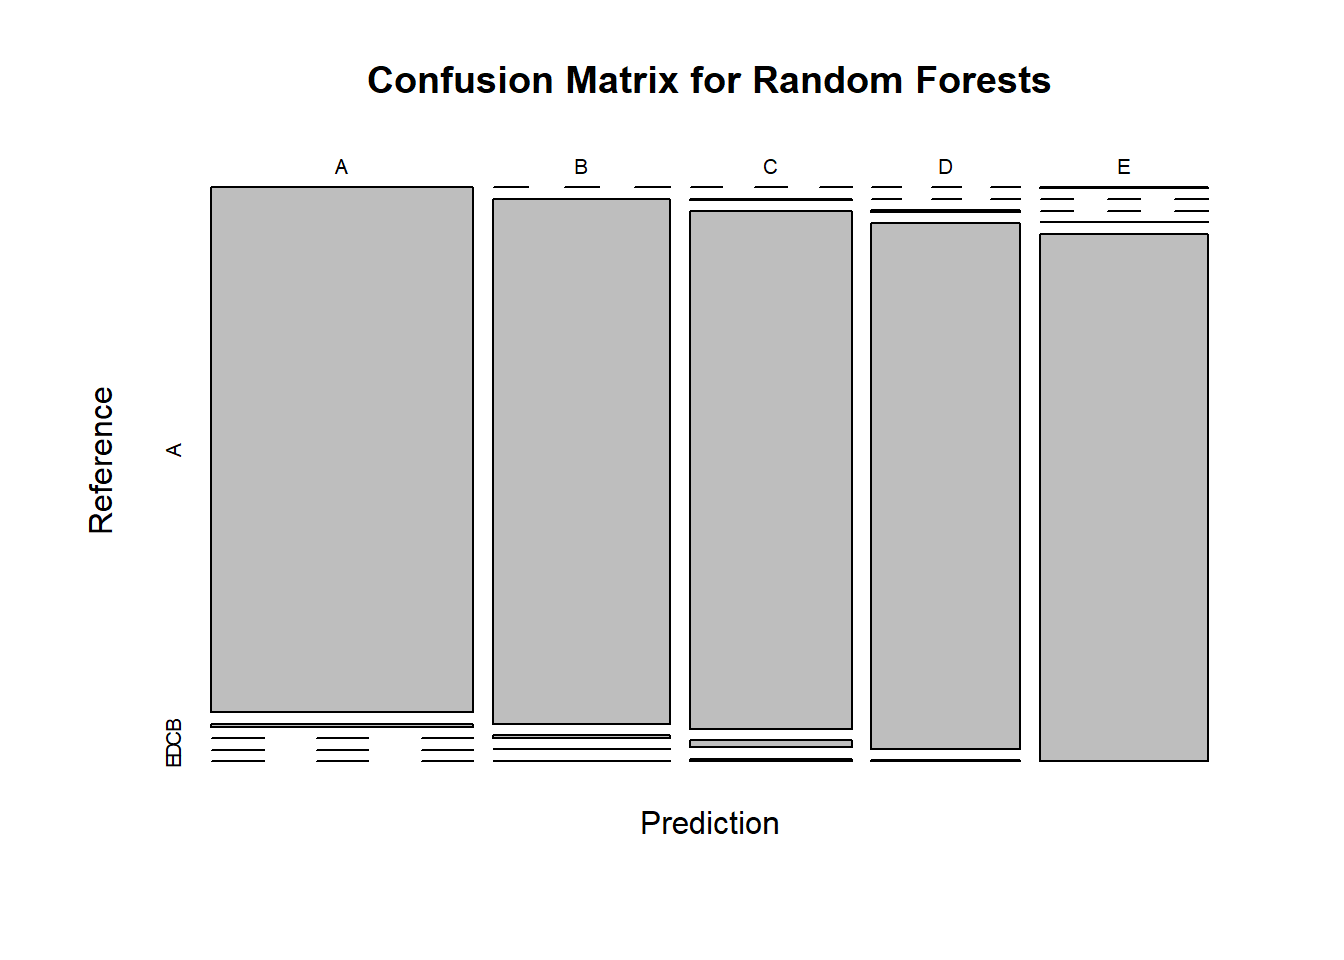 Confusion Matrix for Random Forests
A B C D E
Reference
A
EDCB
Prediction